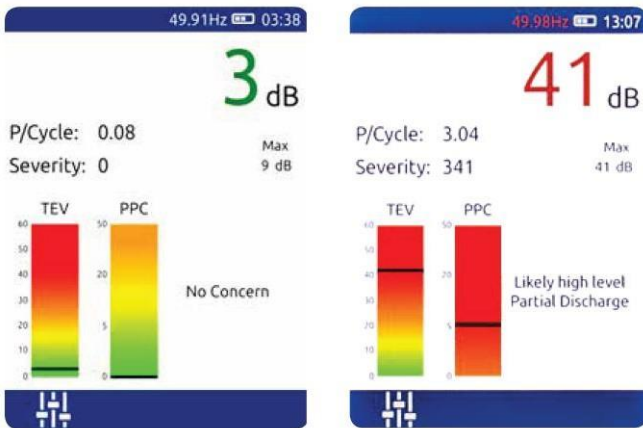 49.91Hz 03:38
3 dB
P/Cycle: 0.08
Max
Severity: 0
9 dB
TEV PPC
60
50
40
30
20
10
0
50
20
5
0
No Concern
49.98Hz 13:07
41 dB
P/Cycle: 3.04
Max
Severity: 341
41 dB
TEV PPC
60
50
40
30
20
10
0
50
20
5
0
Likely high level
Partial Discharge